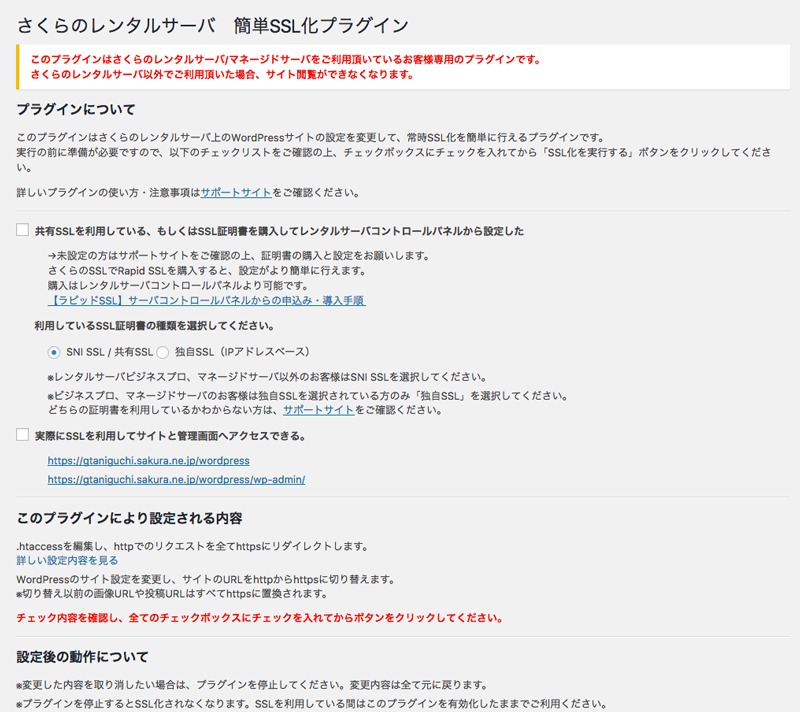 さくらのレンタルサーバ　簡単SSL化プラグイン
このプラグインはさくらのレンタルサーバ/マネージドサーバをご利用頂いているお客様専用のプラグインです。
さくらのレンタルサーバ以外でご利用頂いた場合、サイト閲覧ができなくなります。
プラグインについて
このプラグインはさくらのレンタルサーバ上のWordPressサイトの設定を変更して、常時SSL化を簡単に行えるプラグインです。
実行の前に準備が必要ですので、以下のチェックリストをご確認の上、チェックボックスにチェックを入れてから「SSL化を実行する」ボタンをクリックしてくださ
い。
詳しいプラグインの使い方・注意事項はサポートサイトをご確認ください。
共有SSLを利用している、もしくはSSL証明書を購入してレンタルサーバコントロールパネルから設定した
→未設定の方はサポートサイトをご確認の上、証明書の購入と設定をお願いします。
さくらのSSLでRapid SSLを購入すると、設定がより簡単に行えます。
購入はレンタルサーバコントロールパネルより可能です。
【ラピッドSSL】サーバコントロールパネルからの申込み・導入手順
利用しているSSL証明書の種類を選択してください。
SNI SSL / 共有SSL 独自SSL（IPアドレスベース）
※レンタルサーバビジネスプロ、マネージドサーバ以外のお客様はSNI SSLを選択してください。
※ビジネスプロ、マネージドサーバのお客様は独自SSLを選択されている方のみ「独自SSL」を選択してください。
どちらの証明書を利用しているかわからない方は、サポートサイトをご確認ください。
実際にSSLを利用してサイトと管理画面へアクセスできる。
https://gtaniguchi.sakura.ne.jp/wordpress
https://gtaniguchi.sakura.ne.jp/wordpress/wp-admin/
このプラグインにより設定される内容
.htaccessを編集し、httpでのリクエストを全てhttpsにリダイレクトします。
詳しい設定内容を見る
WordPressのサイト設定を変更し、サイトのURLをhttpからhttpsに切り替えます。
※切り替え以前の画像URLや投稿URLはすべてhttpsに置換されます。
チェック内容を確認し、全てのチェックボックスにチェックを入れてからボタンをクリックしてください。
設定後の動作について
※変更した内容を取り消したい場合は、プラグインを停止してください。変更内容は全て元に戻ります。
※プラグインを停止するとSSL化されなくなります。SSLを利用している間はこのプラグインを有効化したままでご利用ください。